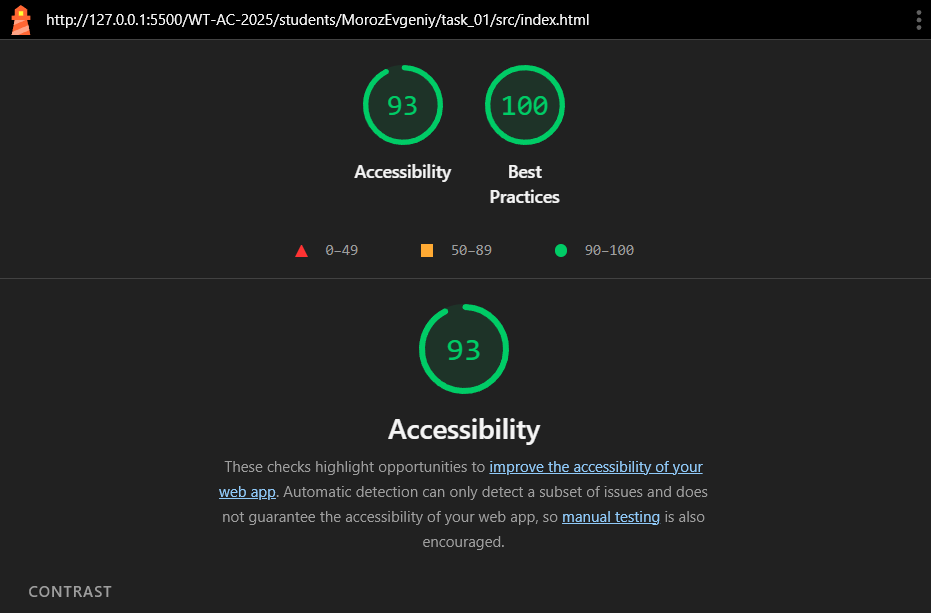 http://127.0.0.1:5500/WT-AC-2025/students/MorozEvgeniy/task_01/src/index.html
93
100
Accessibility
Best
Practices
0–49
50–89
90–100
93
Accessibility
These checks highlight opportunities to improve the accessibility of your
web app. Automatic detection can only detect a subset of issues and does
not guarantee the accessibility of your web app, so manual testing is also
encouraged.
CONTRAST